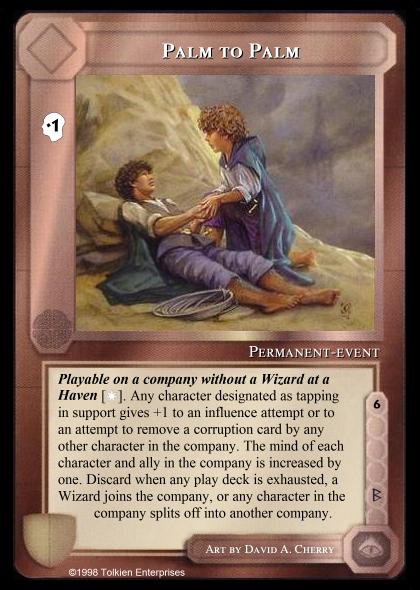 PALM TO PALM
•1
PERMANENT-EVENT
Playable on a company without a Wizard at a
Haven [☀]. Any character designated as tapping
in support gives +1 to an influence attempt or to
an attempt to remove a corruption card by any
other character in the company. The mind of each
character and ally in the company is increased by
one. Discard when any play deck is exhausted, a
Wizard joins the company, or any character in the
company splits off into another company.
6
ART BY DAVID A. CHERRY
©1998 Tolkien Enterprises